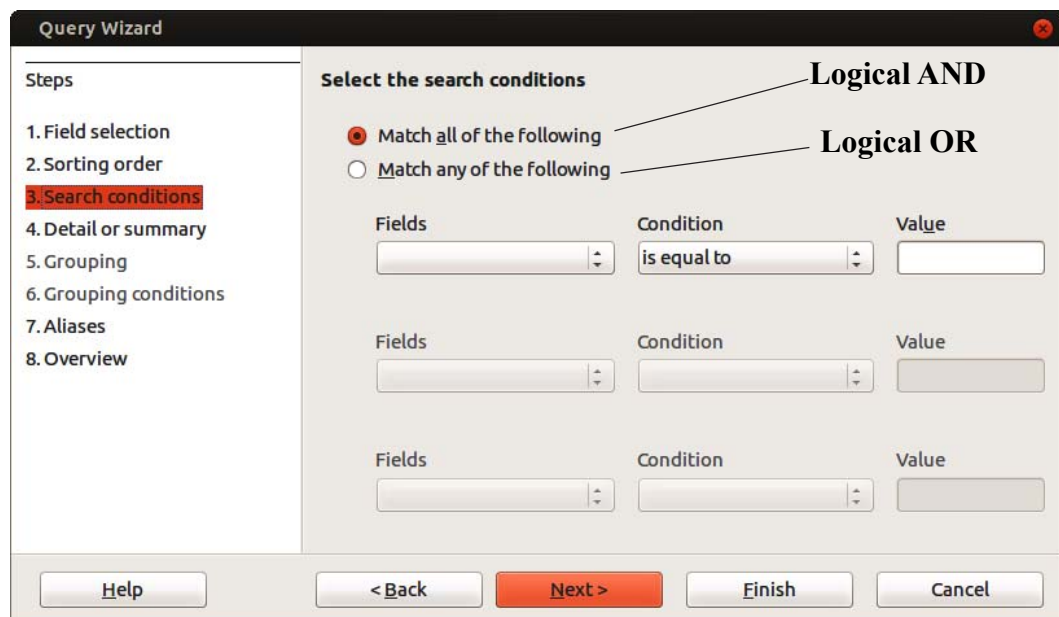 Query Wizard
Steps
1. Field selection
2. Sorting order
3. Search conditions
4. Detail or summary
5. Grouping
6. Grouping conditions
7. Aliases
8. Overview
Select the search conditions
Logical AND
Match all of the following
Logical OR
Match any of the following
Fields Condition Value
is equal to
Fields Condition Value
Fields Condition Value
Help < Back Next > Finish Cancel